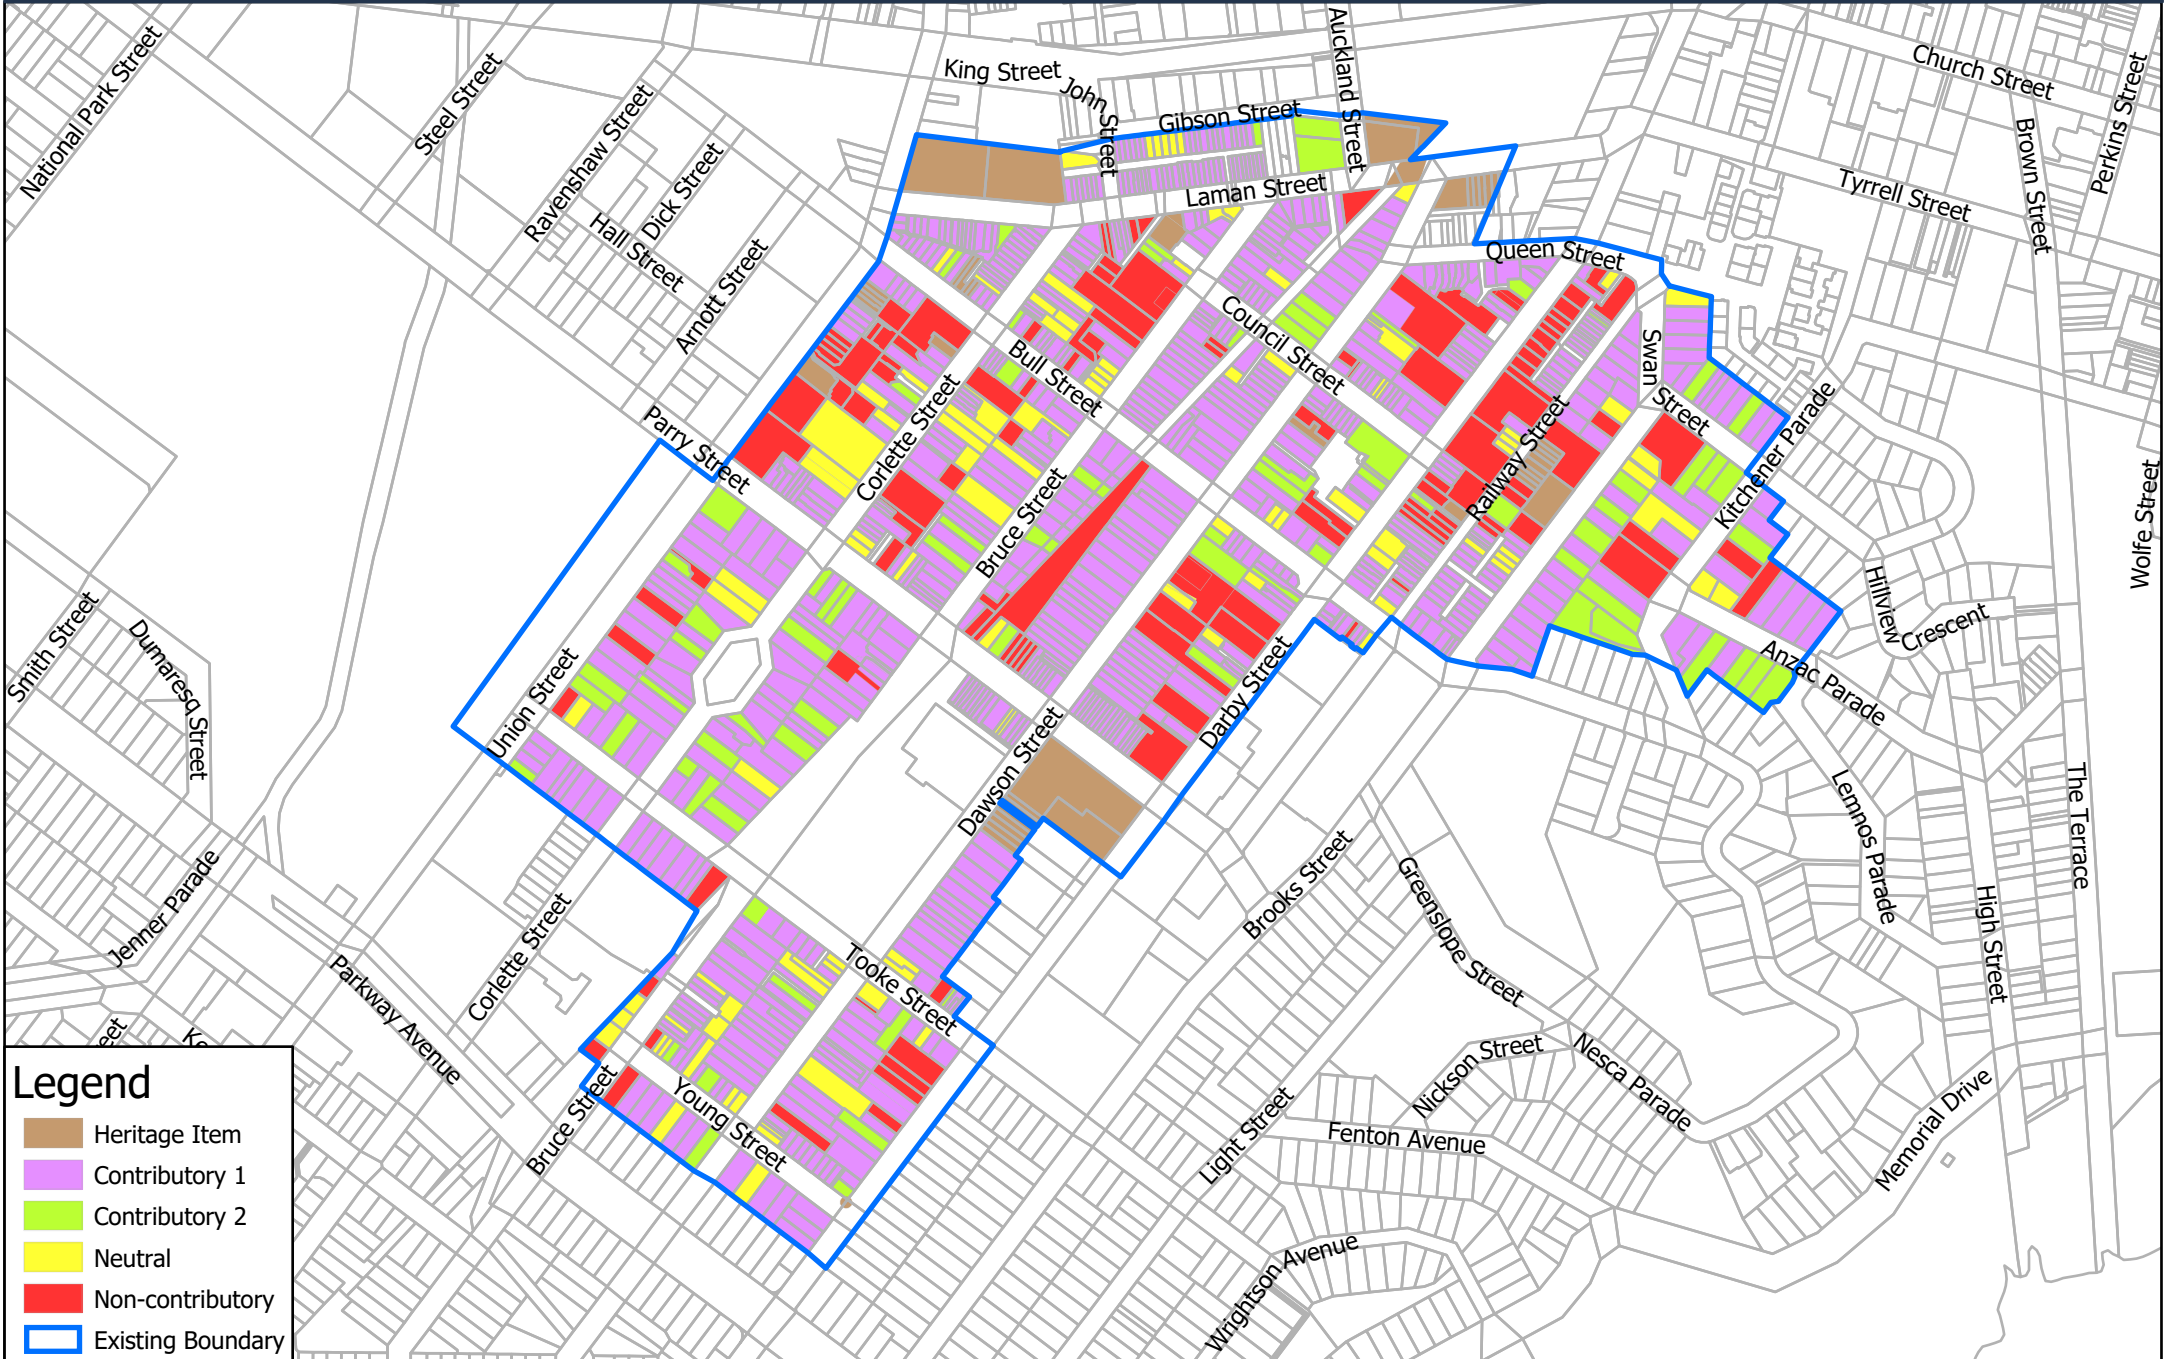 National Park Street
Steel Street
Ravenshaw Street
Dick Street
Hall Street
Arnott Street
King Street
John
Street
Gibson Street
Auckland Street
Laman Street
Church Street
Perkins Street
Brown Street
Tyrrell Street
Queen Street
Swan
Street
Council Street
Bull Street
Corlette Street
Parry Street
Bruce Street
Railway Street
Kitchener Parade
Wolfe Street
Hillview
Crescent
Anzac Parade
Smith Street
Dumaresq Street
Union Street
Darby Street
Dawson Street
Lemnos Parade
The Terrace
High Street
Brooks Street
Greenslope Street
Jenner Parade
Parkway Avenue
Corlette Street
Tooke Street
Nickson Street
Nesca Parade
Memorial Drive
Fenton Avenue
Light Street
Wrightson Avenue
Young Street
Bruce Street
eet
Ke
Legend
Heritage Item
Contributory 1
Contributory 2
Neutral
Non-contributory
Existing Boundary